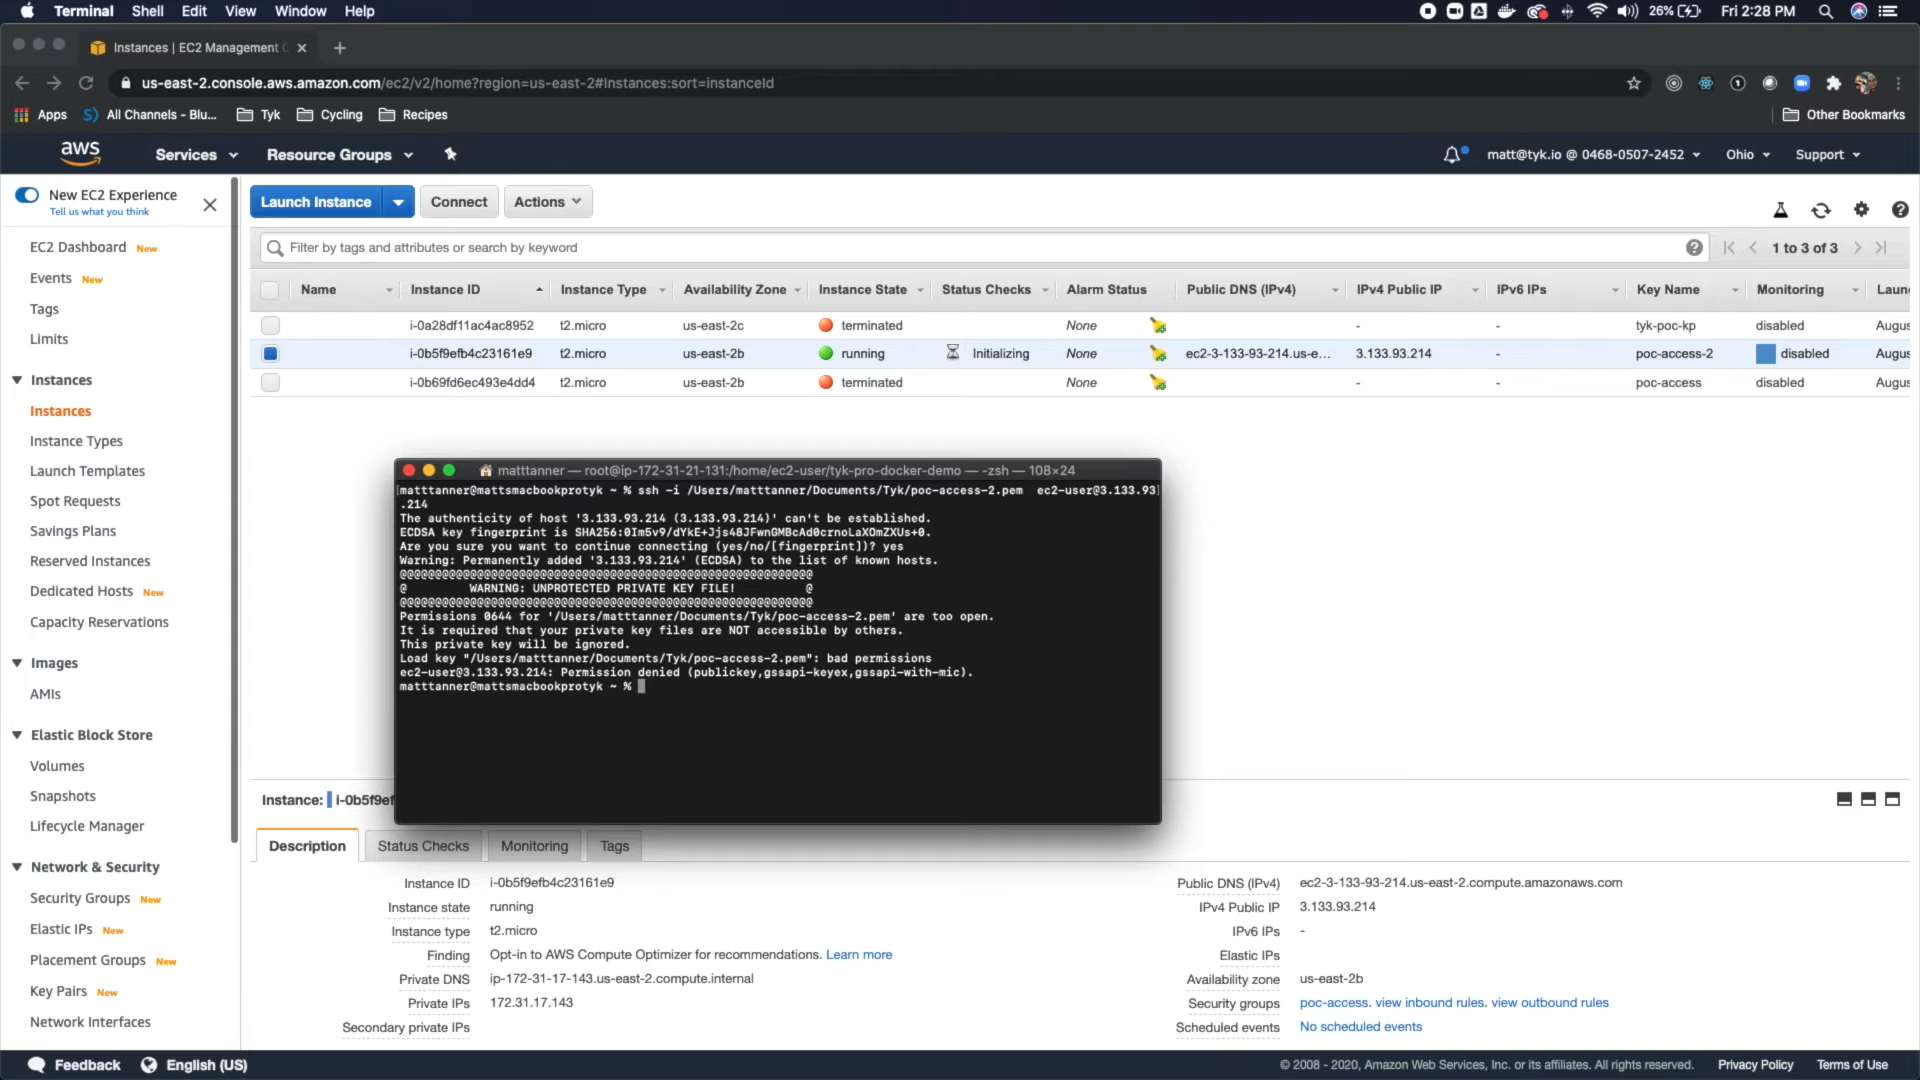 Terminal Shell Edit View Window Help
26% Fri 2:28 PM
Instances | EC2 Management C
us-east-2.console.aws.amazon.com/ec2/v2/home?region=us-east-2#Instances:sort=instanceId
Apps All Channels - Blu... Tyk Cycling Recipes Other Bookmarks
aws Services Resource Groups matt@tyk.io @ 0468-0507-2452 Ohio Support
New EC2 Experience
Tell us what you think
EC2 Dashboard New
Events New
Tags
Limits
Instances
Instances
Instance Types
Launch Templates
Spot Requests
Savings Plans
Reserved Instances
Dedicated Hosts New
Capacity Reservations
Images
AMIs
Elastic Block Store
Volumes
Snapshots
Lifecycle Manager
Network & Security
Security Groups New
Elastic IPs New
Placement Groups New
Key Pairs New
Network Interfaces
Launch Instance Connect Actions
Filter by tags and attributes or search by keyword 1 to 3 of 3
Name Instance ID Instance Type Availability Zone Instance State Status Checks Alarm Status Public DNS (IPv4) IPv4 Public IP IPv6 IPs Key Name Monitoring Laun
i-0a28df11ac4ac8952 t2.micro us-east-2c terminated None - - tyk-poc-kp disabled Augus
i-0b5f9efb4c23161e9 t2.micro us-east-2b running Initializing None ec2-3-133-93-214.us-e... 3.133.93.214 - poc-access-2 disabled Augus
i-0b69fd6ec493e4dd4 t2.micro us-east-2b terminated None - - poc-access disabled Augus
matttanner — root@ip-172-31-21-131:/home/ec2-user/tyk-pro-docker-demo — -zsh — 108×24
[matttanner@mattsmacbookprotyk ~ % ssh -i /Users/matttanner/Documents/Tyk/poc-access-2.pem  ec2-user@3.133.93]
.214
The authenticity of host '3.133.93.214 (3.133.93.214)' can't be established.
ECDSA key fingerprint is SHA256:0Im5v9/dYkE+Jjs48JFwnGMBcAd0crnoLaXOmZXUs+0.
Are you sure you want to continue connecting (yes/no/[fingerprint])? yes
Warning: Permanently added '3.133.93.214' (ECDSA) to the list of known hosts.
@@@@@@@@@@@@@@@@@@@@@@@@@@@@@@@@@@@@@@@@@@@@@@@@@@@@@@@@@@@
@         WARNING: UNPROTECTED PRIVATE KEY FILE!          @
@@@@@@@@@@@@@@@@@@@@@@@@@@@@@@@@@@@@@@@@@@@@@@@@@@@@@@@@@@@
Permissions 0644 for '/Users/matttanner/Documents/Tyk/poc-access-2.pem' are too open.
It is required that your private key files are NOT accessible by others.
This private key will be ignored.
Load key "/Users/matttanner/Documents/Tyk/poc-access-2.pem": bad permissions
ec2-user@3.133.93.214: Permission denied (publickey,gssapi-keyex,gssapi-with-mic).
matttanner@mattsmacbookprotyk ~ %
Instance: i-0b5f9ef
Description Status Checks Monitoring Tags
Instance ID i-0b5f9efb4c23161e9 Public DNS (IPv4) ec2-3-133-93-214.us-east-2.compute.amazonaws.com
Instance state running IPv4 Public IP 3.133.93.214
Instance type t2.micro IPv6 IPs -
Finding Opt-in to AWS Compute Optimizer for recommendations. Learn more Elastic IPs
Private DNS ip-172-31-17-143.us-east-2.compute.internal Availability zone us-east-2b
Private IPs 172.31.17.143 Security groups poc-access. view inbound rules. view outbound rules
Secondary private IPs Scheduled events No scheduled events
Feedback English (US) © 2008 - 2020, Amazon Web Services, Inc. or its affiliates. All rights reserved. Privacy Policy Terms of Use